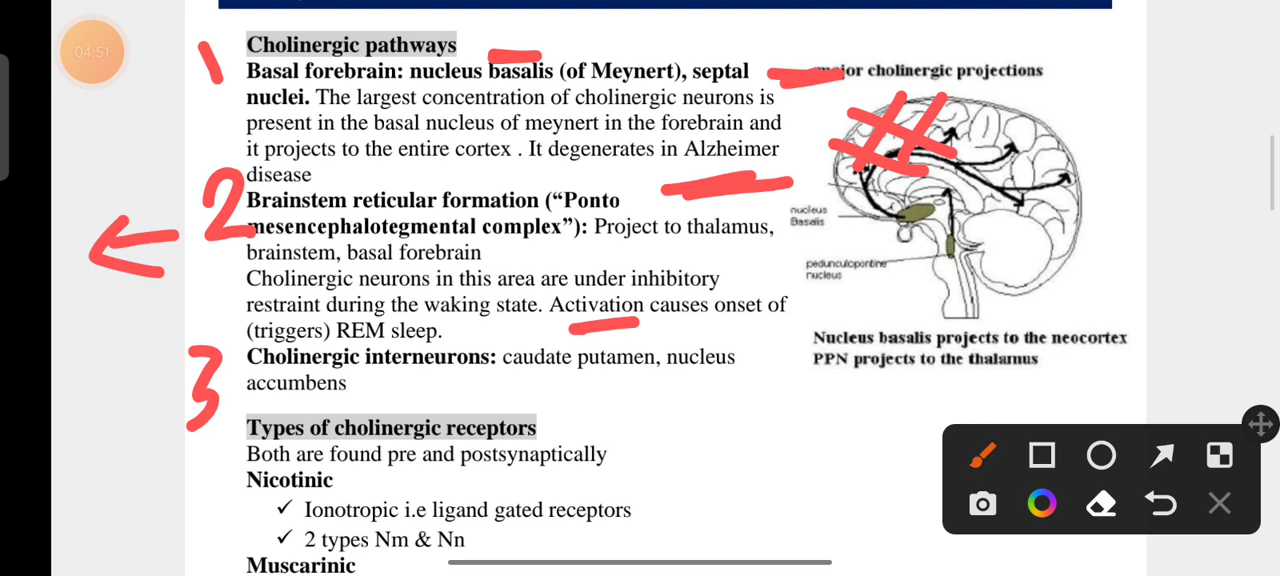 04:51
Cholinergic pathways
Basal forebrain: nucleus basalis (of Meynert), septal
nuclei. The largest concentration of cholinergic neurons is
present in the basal nucleus of meynert in the forebrain and
it projects to the entire cortex . It degenerates in Alzheimer
disease
Brainstem reticular formation (“Ponto
mesencephalotegmental complex”): Project to thalamus,
brainstem, basal forebrain
Cholinergic neurons in this area are under inhibitory
restraint during the waking state. Activation causes onset of
(triggers) REM sleep.
Cholinergic interneurons: caudate putamen, nucleus
accumbens
Types of cholinergic receptors
Both are found pre and postsynaptically
Nicotinic
✓ Ionotropic i.e ligand gated receptors
✓ 2 types Nm & Nn
Muscarinic
1
2
3
cholinergic projections
nucleus
Basalis
pedunculopontine
nucleus
Nucleus basalis projects to the neocortex
PPN projects to the thalamus